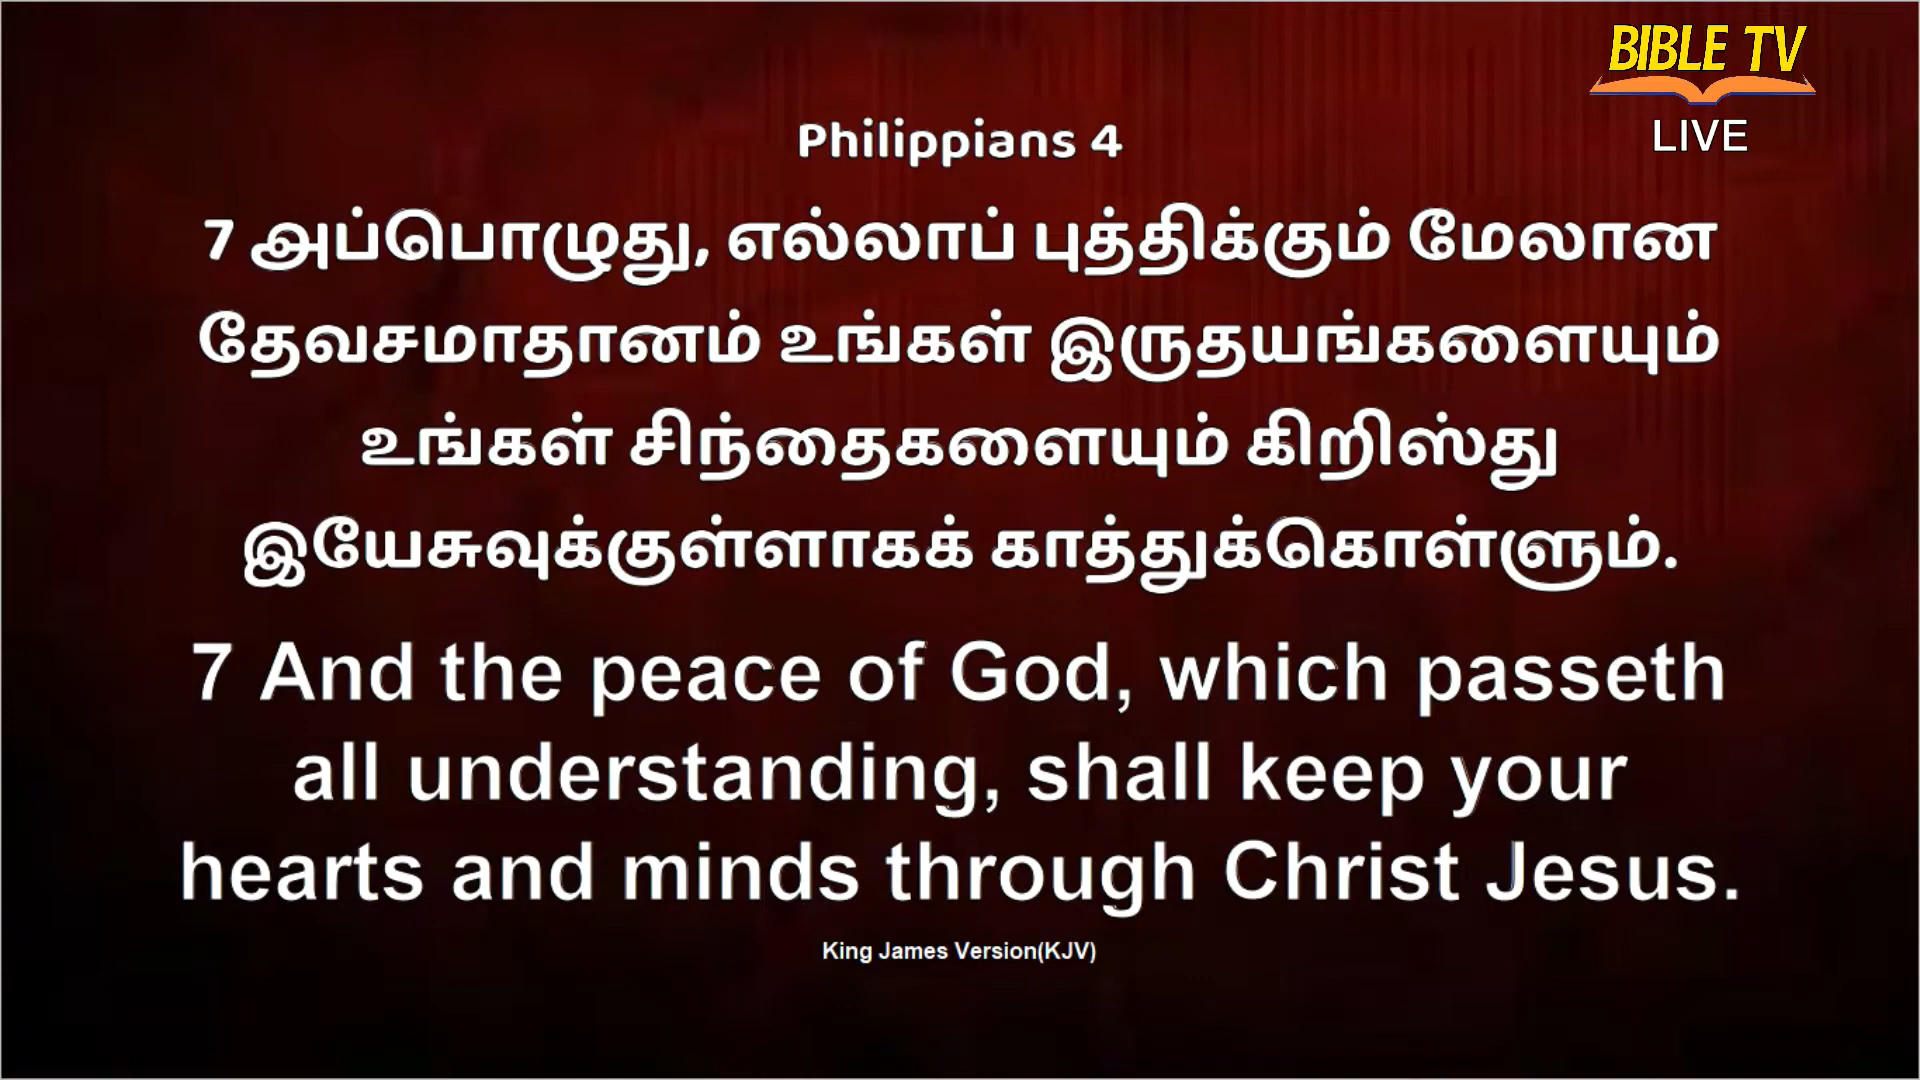 BIBLE TV
LIVE
Philippians 4
7 அப்பொழுது, எல்லாப் புத்திக்கும் மேலான
தேவசமாதானம் உங்கள் இருதயங்களையும்
உங்கள் சிந்தைகளையும் கிறிஸ்து
இயேசுவுக்குள்ளாகக் காத்துக்கொள்ளும்.
7 And the peace of God, which passeth
all understanding, shall keep your
hearts and minds through Christ Jesus.
King James Version(KJV)